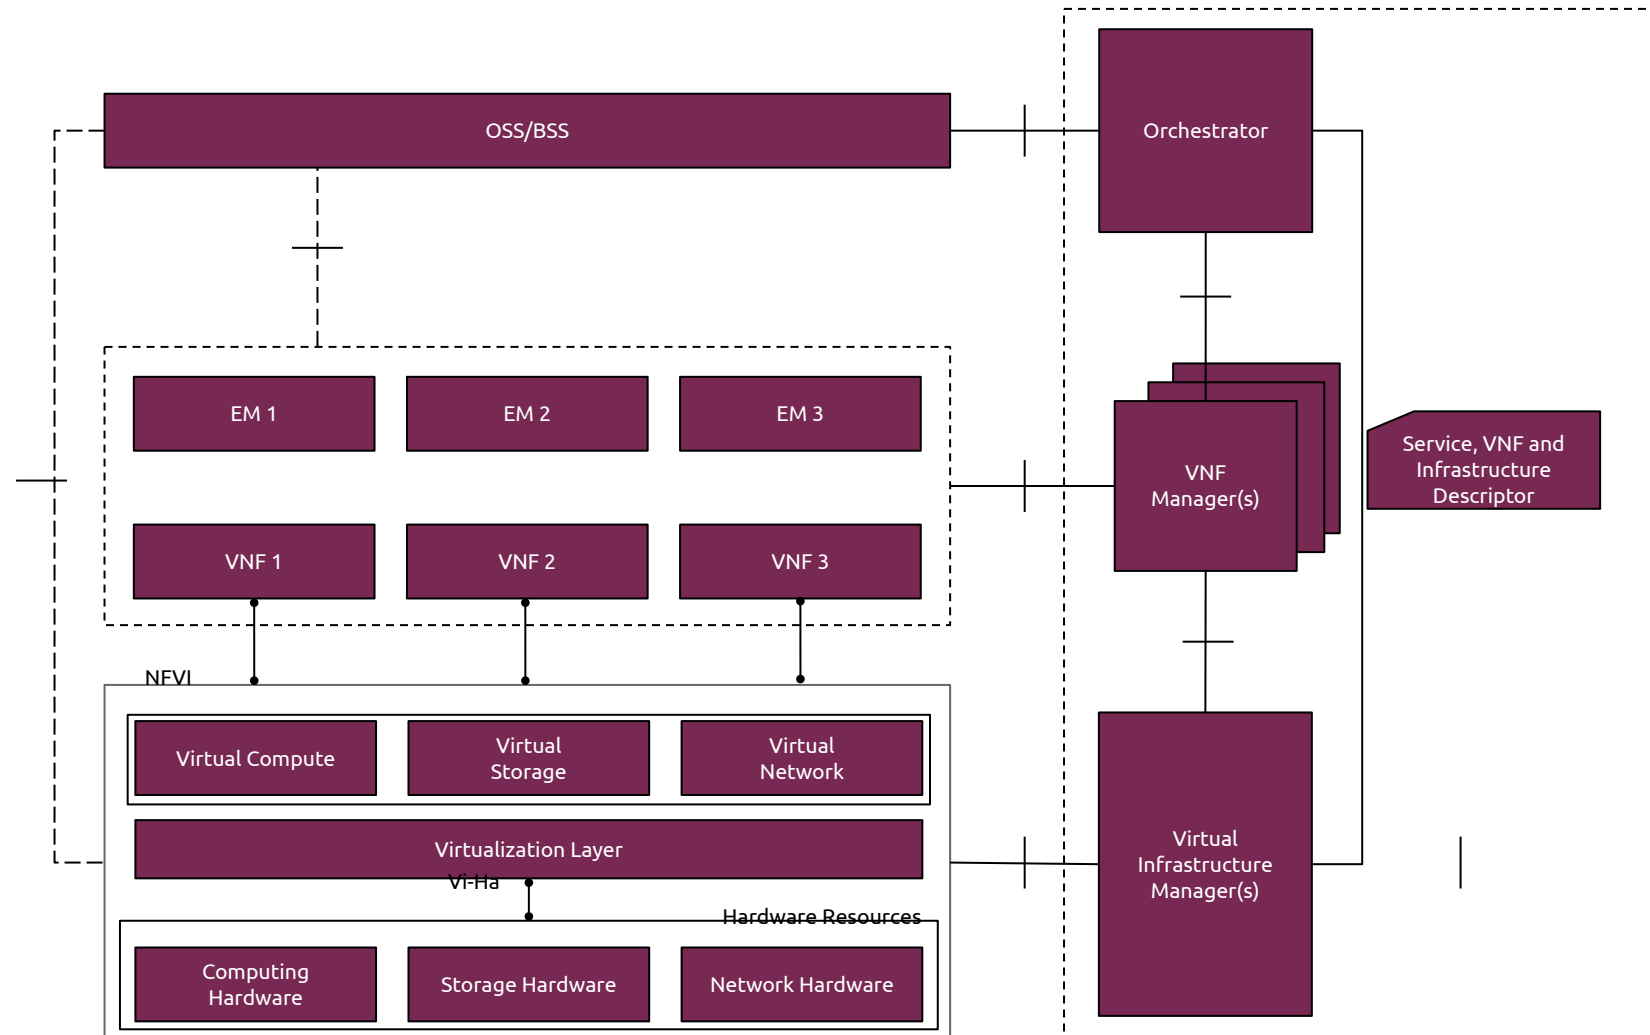 OSS/BSS
Orchestrator
EM 1
EM 2
EM 3
VNF
Manager(s)
Service, VNF and
Infrastructure
Descriptor
VNF 1
VNF 2
VNF 3
NFVI
Virtual Compute
Virtual
Storage
Virtual
Network
Virtualization Layer
Vi-Ha
Virtual
Infrastructure
Manager(s)
Hardware Resources
Computing
Hardware
Storage Hardware
Network Hardware